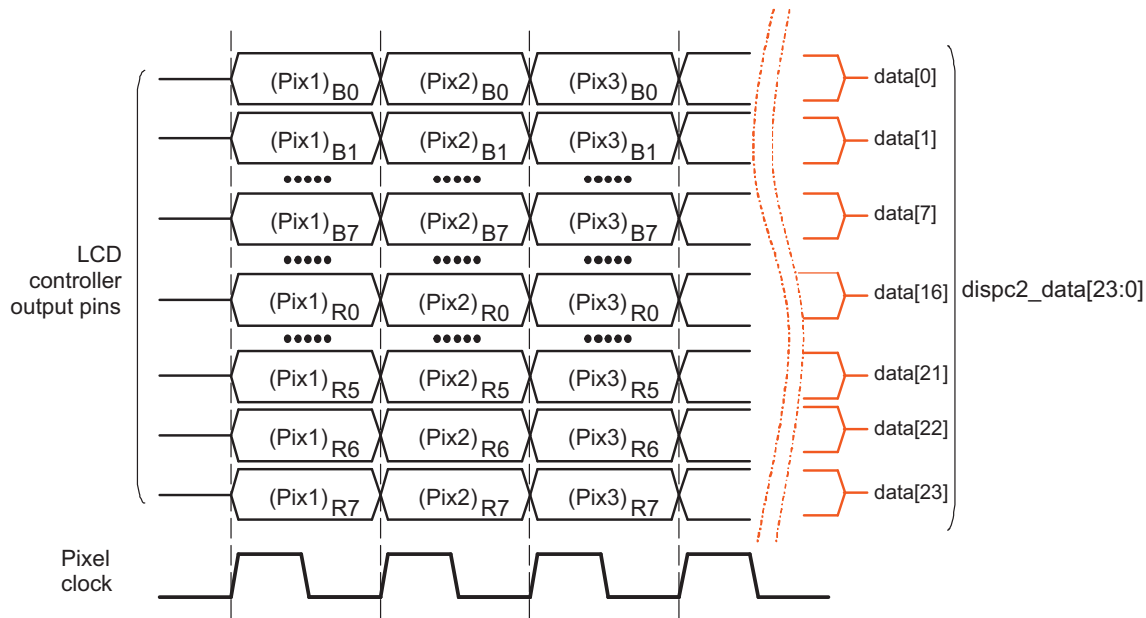 (Pix1)B0 (Pix2)B0 (Pix3)B0 data[0]
(Pix1)B1 (Pix2)B1 (Pix3)B1 data[1]
(Pix1)B7 (Pix2)B7 (Pix3)B7 data[7]
LCD
controller
output pins
(Pix1)R0 (Pix2)R0 (Pix3)R0 data[16] dispc2_data[23:0]
(Pix1)R5 (Pix2)R5 (Pix3)R5 data[21]
(Pix1)R6 (Pix2)R6 (Pix3)R6 data[22]
(Pix1)R7 (Pix2)R7 (Pix3)R7 data[23]
Pixel
clock